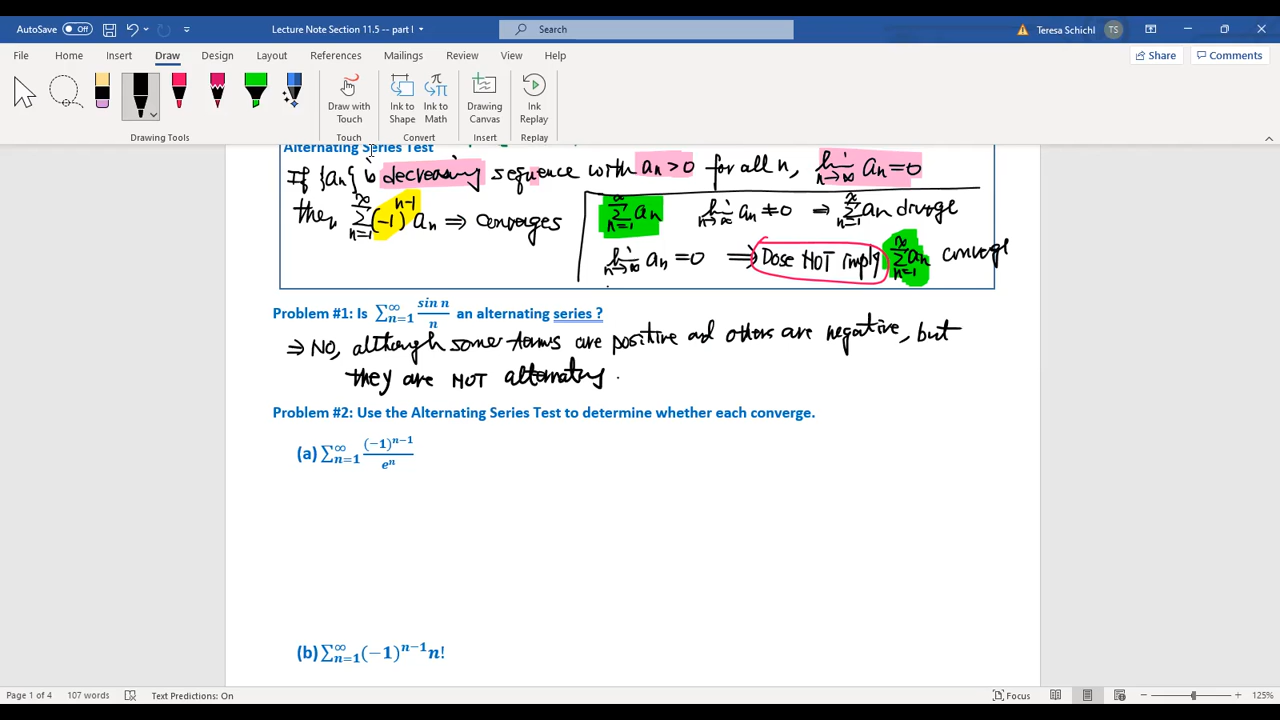 AutoSave Off Lecture Note Section 11.5 -- part I Search Teresa Schichl TS
File Home Insert Draw Design Layout References Mailings Review View Help Share Comments
Draw with Touch Ink to Shape Ink to Math Drawing Canvas Ink Replay
Drawing Tools Touch Convert Insert Replay
Alternating Series Test
If {an} is decreasing sequence with an > 0 for all n, lim n→∞ an = 0
then ∑ n=1 ∞ (-1)^n-1 an ⇒ converges
∑ n=1 ∞ an lim n→∞ an ≠ 0 ⇒ ∑ n=1 ∞ an diverge
lim n→∞ an = 0 ⇒ Dose NOT imply ∑ n=1 ∞ an converge
Problem #1: Is ∑ n=1 ∞ sin n / n an alternating series ?
⇒ NO, although some terms are positive and others are negative, but
they are NOT alternating .
Problem #2: Use the Alternating Series Test to determine whether each converge.
(a) ∑ n=1 ∞ (−1)^n−1 / e^n
(b) ∑ n=1 ∞ (−1)^n−1 n!
Page 1 of 4 107 words Text Predictions: On Focus 125%